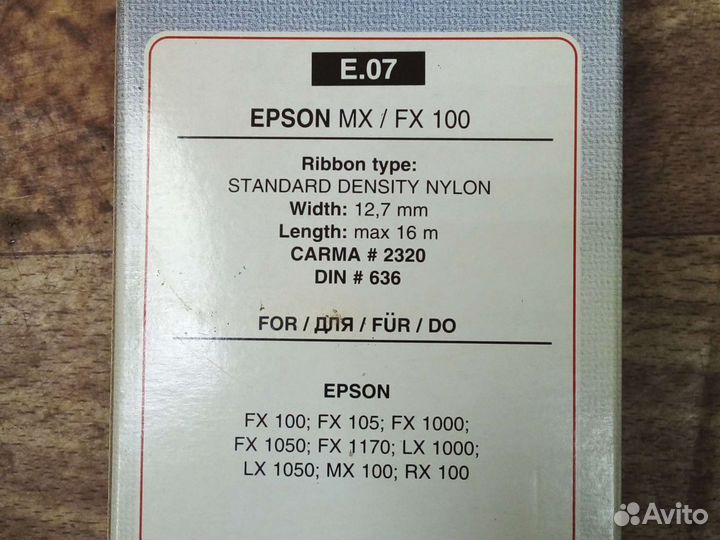 E.07
EPSON MX / FX 100
Ribbon type:
STANDARD DENSITY NYLON
Width: 12,7 mm
Length: max 16 m
CARMA # 2320
DIN # 636
FOR / ДЛЯ / FÜR / DO
EPSON
FX 100; FX 105; FX 1000;
FX 1050; FX 1170; LX 1000;
LX 1050; MX 100; RX 100
Avito